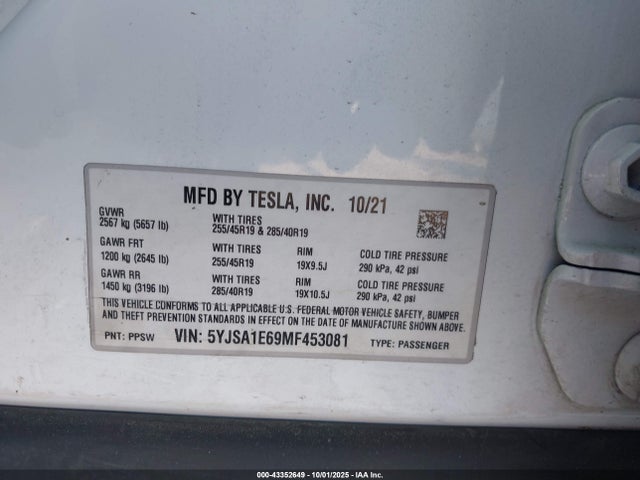 MFD BY TESLA, INC. 10/21
GVWR
2567 kg (5657 lb)
WITH TIRES
255/45R19 & 285/40R19
GAWR FRT
1200 kg (2645 lb)
WITH TIRES
255/45R19
RIM
19X9.5J
COLD TIRE PRESSURE
290 kPa, 42 psi
GAWR RR
1450 kg (3196 lb)
WITH TIRES
285/40R19
RIM
19X10.5J
COLD TIRE PRESSURE
290 kPa, 42 psi
THIS VEHICLE CONFORMS TO ALL APPLICABLE U.S. FEDERAL MOTOR VEHICLE SAFETY, BUMPER
AND THEFT PREVENTION STANDARDS IN EFFECT ON THE DATE OF MANUFACTURE SHOWN ABOVE.
PNT: PPSW VIN: 5YJSA1E69MF453081 TYPE: PASSENGER
000-43352649 - 10/01/2025 - IAA Inc.